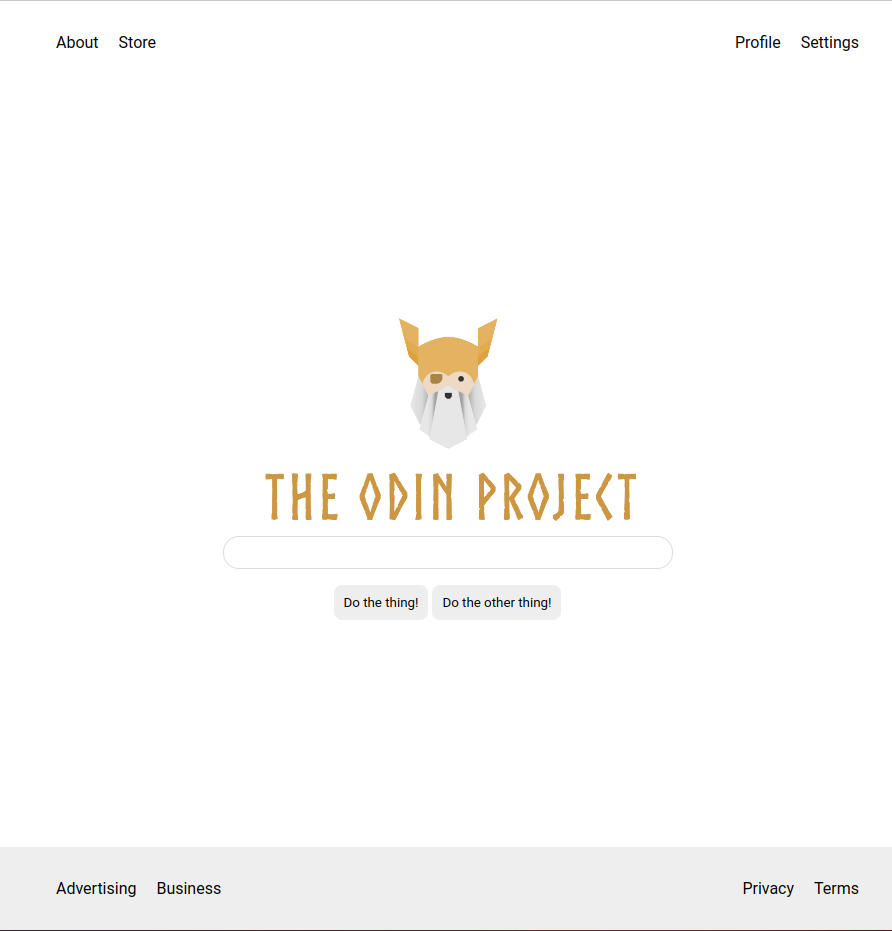 About Store Profile Settings
THE ODIN PROJECT
Do the thing! Do the other thing!
Advertising Business Privacy Terms